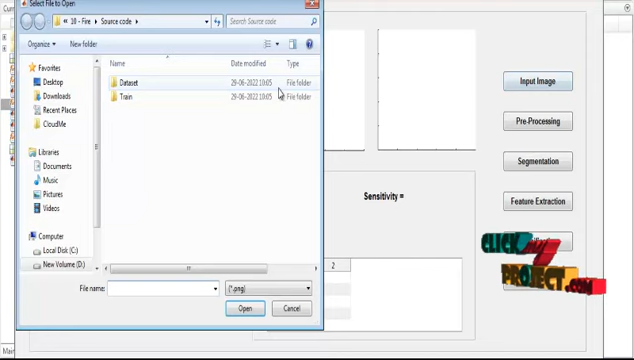 Select File to Open
10 - Fire
Source code
Search Source code
Organize
New folder
Name
Date modified
Type
Favorites
Desktop
Downloads
Recent Places
CloudMe
Libraries
Documents
Music
Pictures
Videos
Computer
Local Disk (C:)
New Volume (D:)
Dataset
29-06-2022 10:05
File folder
Train
29-06-2022 10:05
File folder
File name:
(*.png)
Open
Cancel
Input Image
Pre-Processing
Segmentation
Feature Extraction
Sensitivity =
2
CLICK
MY
PROJECT
.COM